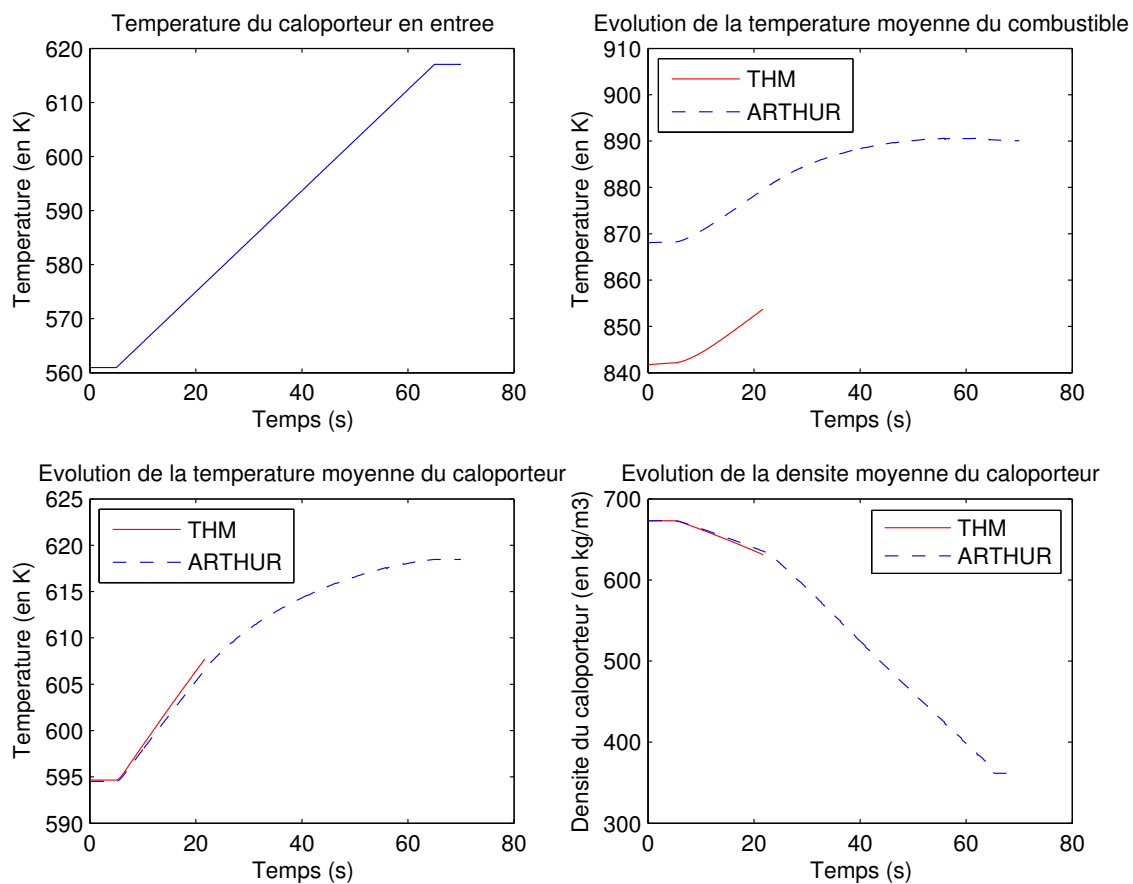 Temperature du caloporteur en entree
620
610
600
590
580
570
560
Temperature (en K)
0 20 40 60 80
Temps (s)
Evolution de la temperature moyenne du combustible
910
900
890
880
870
860
850
840
Temperature (en K)
THM
ARTHUR
0 20 40 60 80
Temps (s)
Evolution de la temperature moyenne du caloporteur
625
620
615
610
605
600
595
590
Temperature (en K)
THM
ARTHUR
0 20 40 60 80
Temps (s)
Evolution de la densite moyenne du caloporteur
700
600
500
400
300
Densite du caloporteur (en kg/m3)
THM
ARTHUR
0 20 40 60 80
Temps (s)